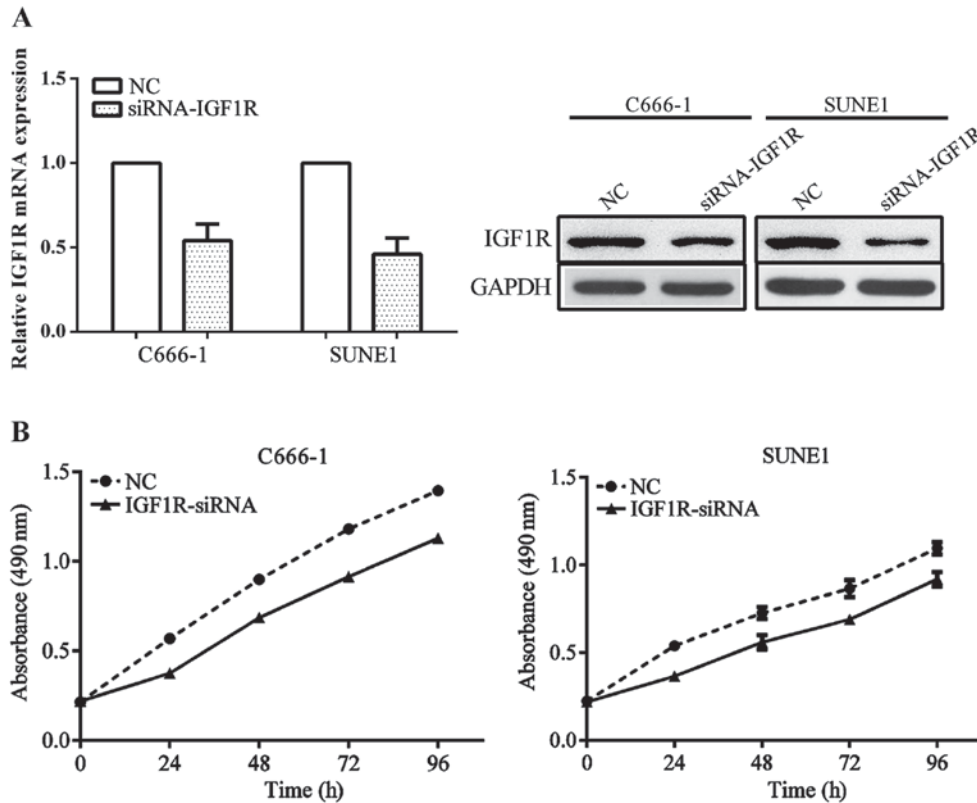 A
Relative IGF1R mRNA expression
1.5
1.0
0.5
0.0
NC
siRNA-IGF1R
C666-1
SUNE1
C666-1
SUNE1
NC
siRNA-IGF1R
NC
siRNA-IGF1R
IGF1R
GAPDH
B
C666-1
NC
IGF1R-siRNA
Absorbance (490 nm)
1.5
1.0
0.5
0.0
0
24
48
72
96
Time (h)
SUNE1
NC
IGF1R-siRNA
Absorbance (490 nm)
1.5
1.0
0.5
0.0
0
24
48
72
96
Time (h)